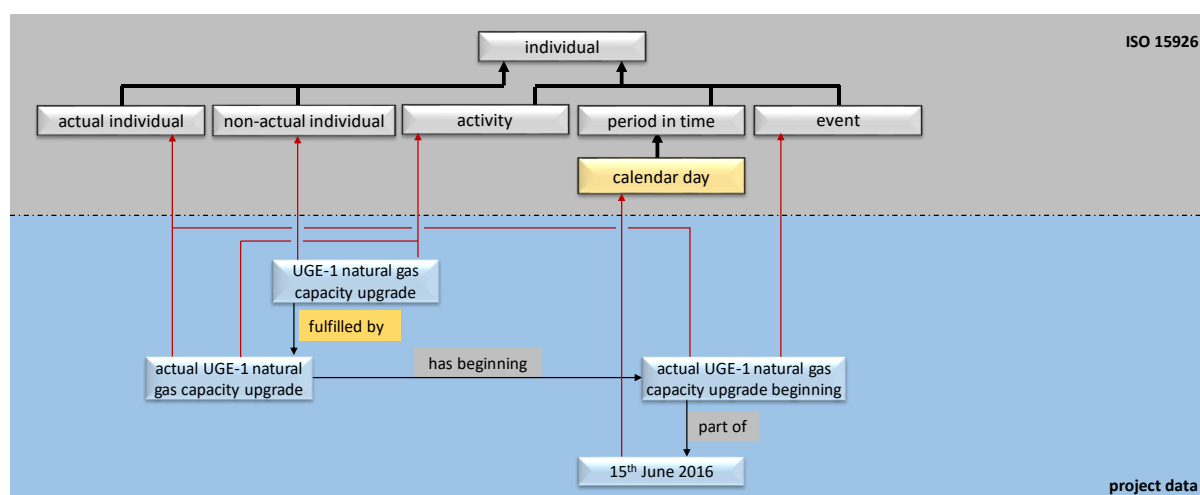 individual
ISO 15926
actual individual
non-actual individual
activity
period in time
event
calendar day
UGE-1 natural gas
capacity upgrade
fulfilled by
has beginning
actual UGE-1 natural
gas capacity upgrade
actual UGE-1 natural gas
capacity upgrade beginning
part of
15th June 2016
project data